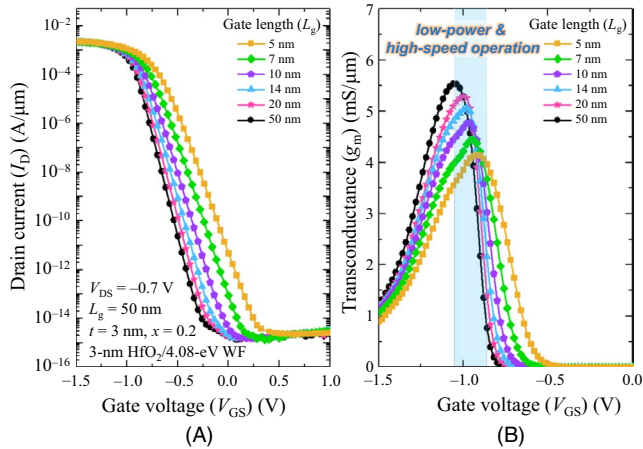 Gate length (Lg)
5 nm
7 nm
10 nm
14 nm
20 nm
50 nm
VDS = –0.7 V
Lg = 50 nm
t = 3 nm, x = 0.2
3-nm HfO2/4.08-eV WF
Drain current (ID) (A/μm)
10⁻²
10⁻⁴
10⁻⁶
10⁻⁸
10⁻¹⁰
10⁻¹²
10⁻¹⁴
10⁻¹⁶
–1.5 –1.0 –0.5 0.0 0.5 1.0
Gate voltage (VGS) (V)
(A)
low-power &
high-speed operation
Gate length (Lg)
5 nm
7 nm
10 nm
14 nm
20 nm
50 nm
Transconductance (gm) (mS/μm)
7
6
5
4
3
2
1
0
–1.5 –1.0 –0.5 0.0
Gate voltage (VGS) (V)
(B)